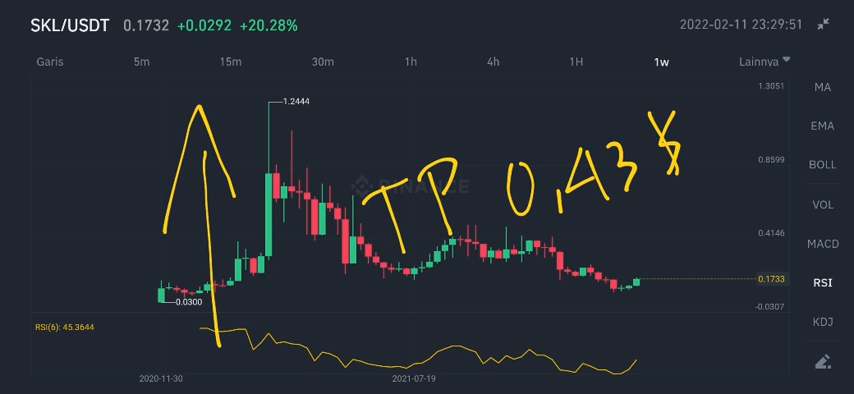 SKL/USDT 0.1732 +0.0292 +20.28% 2022-02-11 23:29:51
Garis 5m 15m 30m 1h 4h 1H 1w Lainnya
1.3051
0.8599
0.4146
0.1733
-0.0307
1.2444
0.0300
BINANCE
TP 0,43
RSI(6): 45.3644
2020-11-30 2021-07-19
MA
EMA
BOLL
VOL
MACD
RSI
KDJ